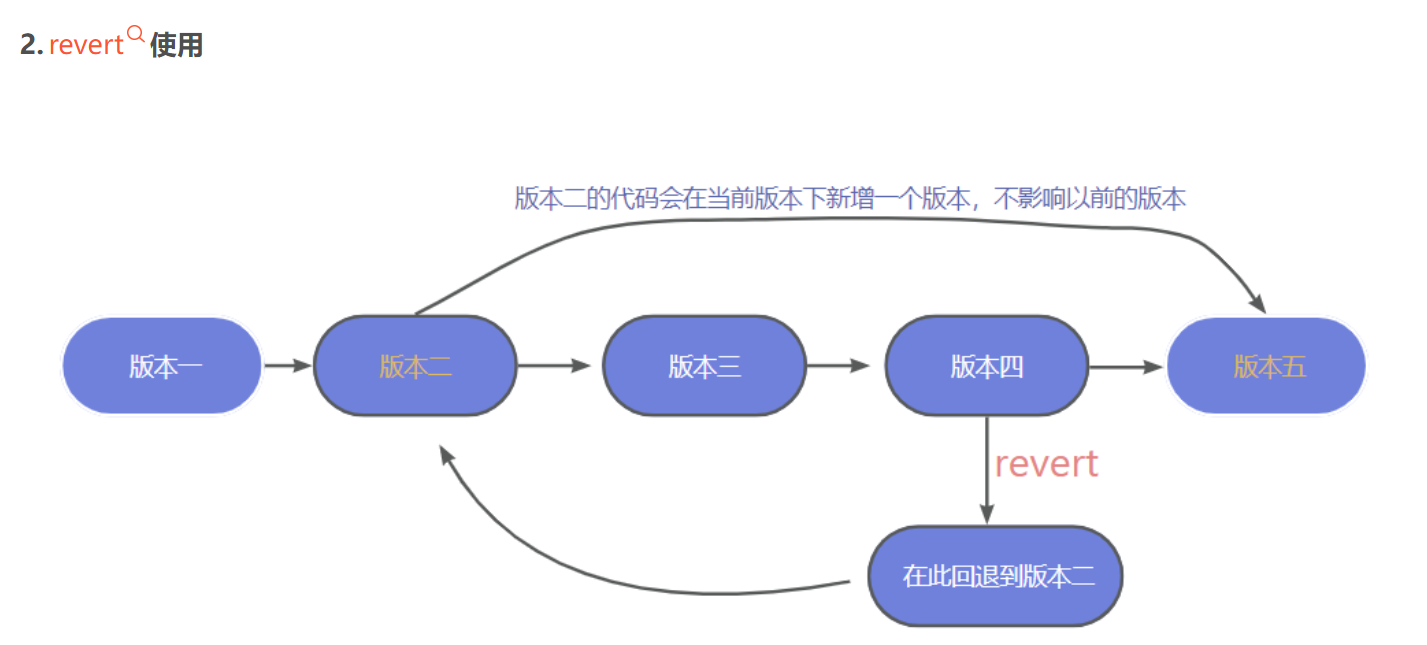 2. revert 使用
版本二的代码会在当前版本下新增一个版本，不影响以前的版本
版本一
版本二
版本三
版本四
版本五
revert
在此回退到版本二